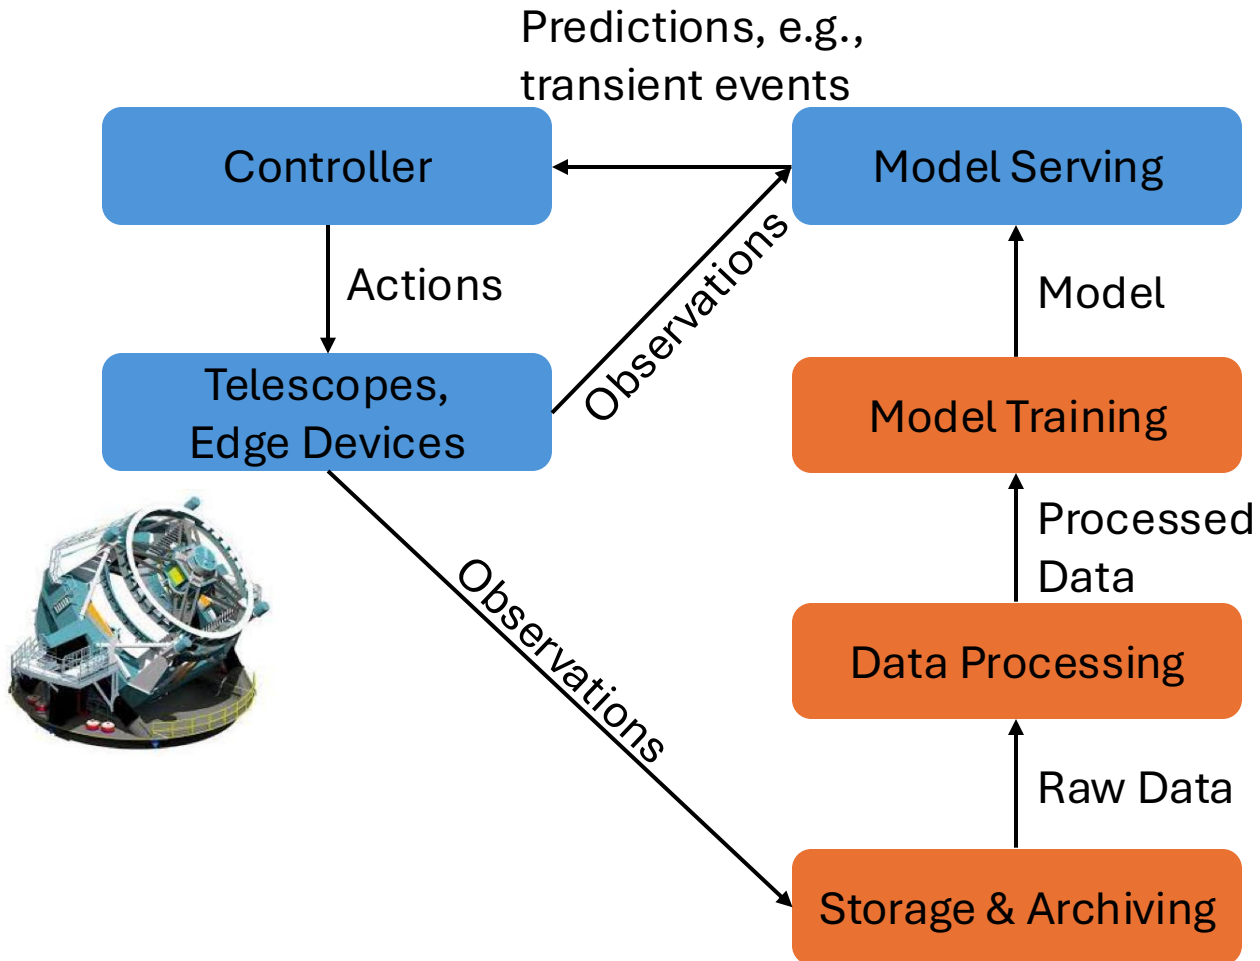 Predictions, e.g.,
transient events
Controller
Model Serving
Actions
Observations
Model
Telescopes,
Edge Devices
Model Training
Processed
Data
Observations
Data Processing
Raw Data
Storage & Archiving